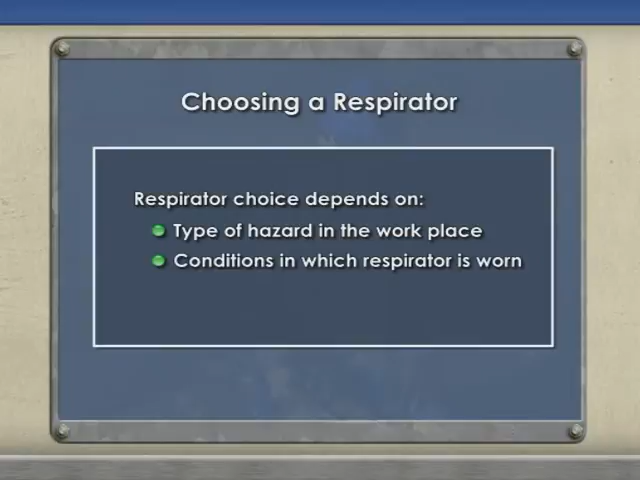 Choosing a Respirator
Respirator choice depends on:
Type of hazard in the work place
Conditions in which respirator is worn